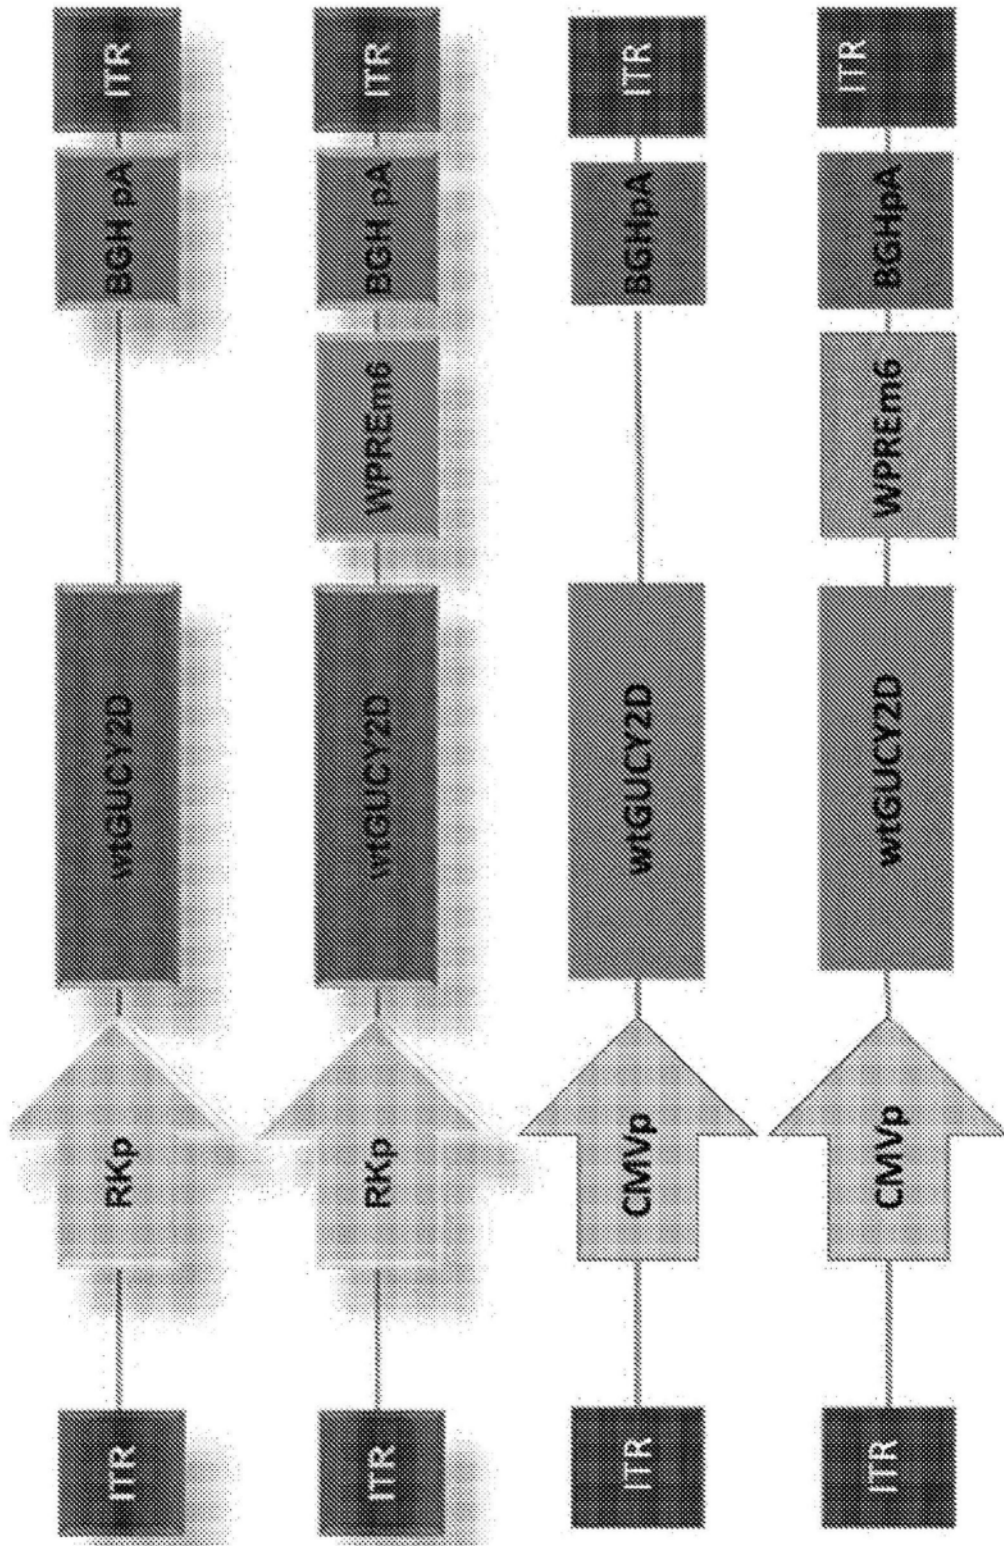 ITR RKp wtGUCY2D BGH pA ITR
ITR RKp wtGUCY2D WPREm6 BGH pA ITR
ITR CMVp wtGUCY2D BGHpA ITR
ITR CMVp wtGUCY2D WPREm6 BGHpA ITR